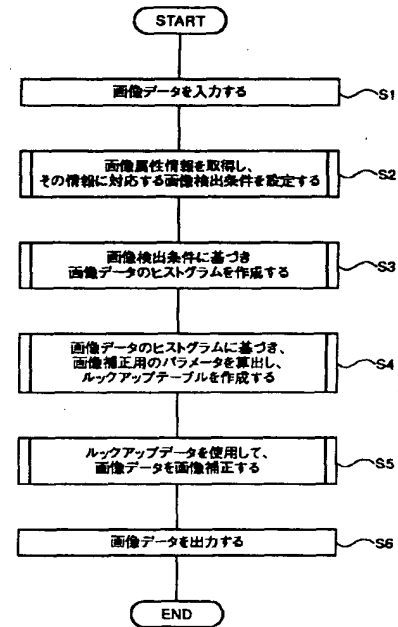 START
画像データを入力する
S1
画像属性情報を取得し、
その情報に対応する画像検出条件を設定する
S2
画像検出条件に基づき
画像データのヒストグラムを作成する
S3
画像データのヒストグラムに基づき、
画像補正用のパラメータを算出し、
ルックアップテーブルを作成する
S4
ルックアップデータを使用して、
画像データを画像補正する
S5
画像データを出力する
S6
END